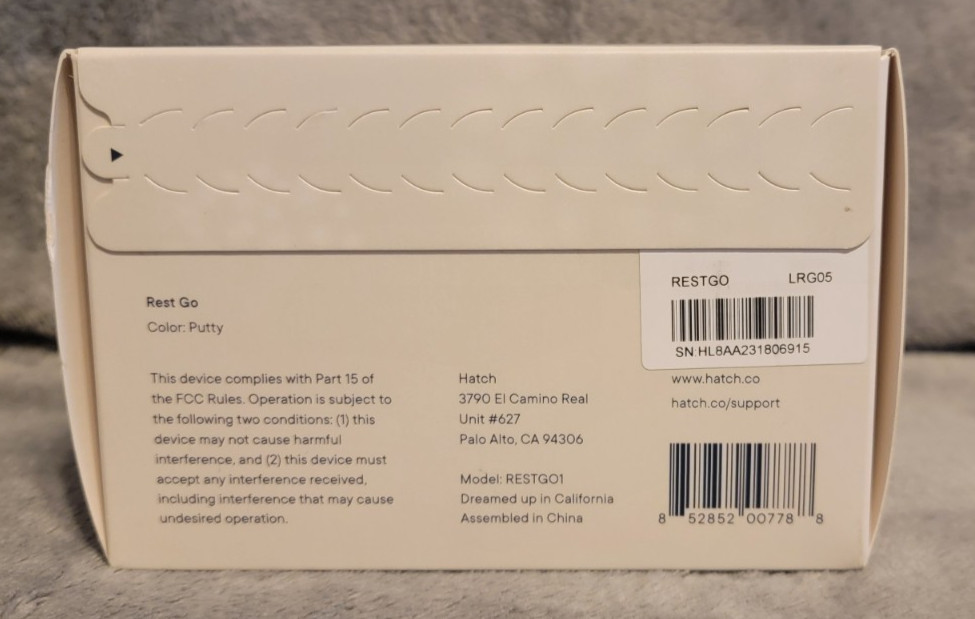 RESTGO LRG05
SN:HL8AA231806915
Rest Go
Color: Putty
This device complies with Part 15 of
the FCC Rules. Operation is subject to
the following two conditions: (1) this
device may not cause harmful
interference, and (2) this device must
accept any interference received,
including interference that may cause
undesired operation.
Hatch
3790 El Camino Real
Unit #627
Palo Alto, CA 94306
Model: RESTGO1
Dreamed up in California
Assembled in China
www.hatch.co
hatch.co/support
8 52852 00778 8